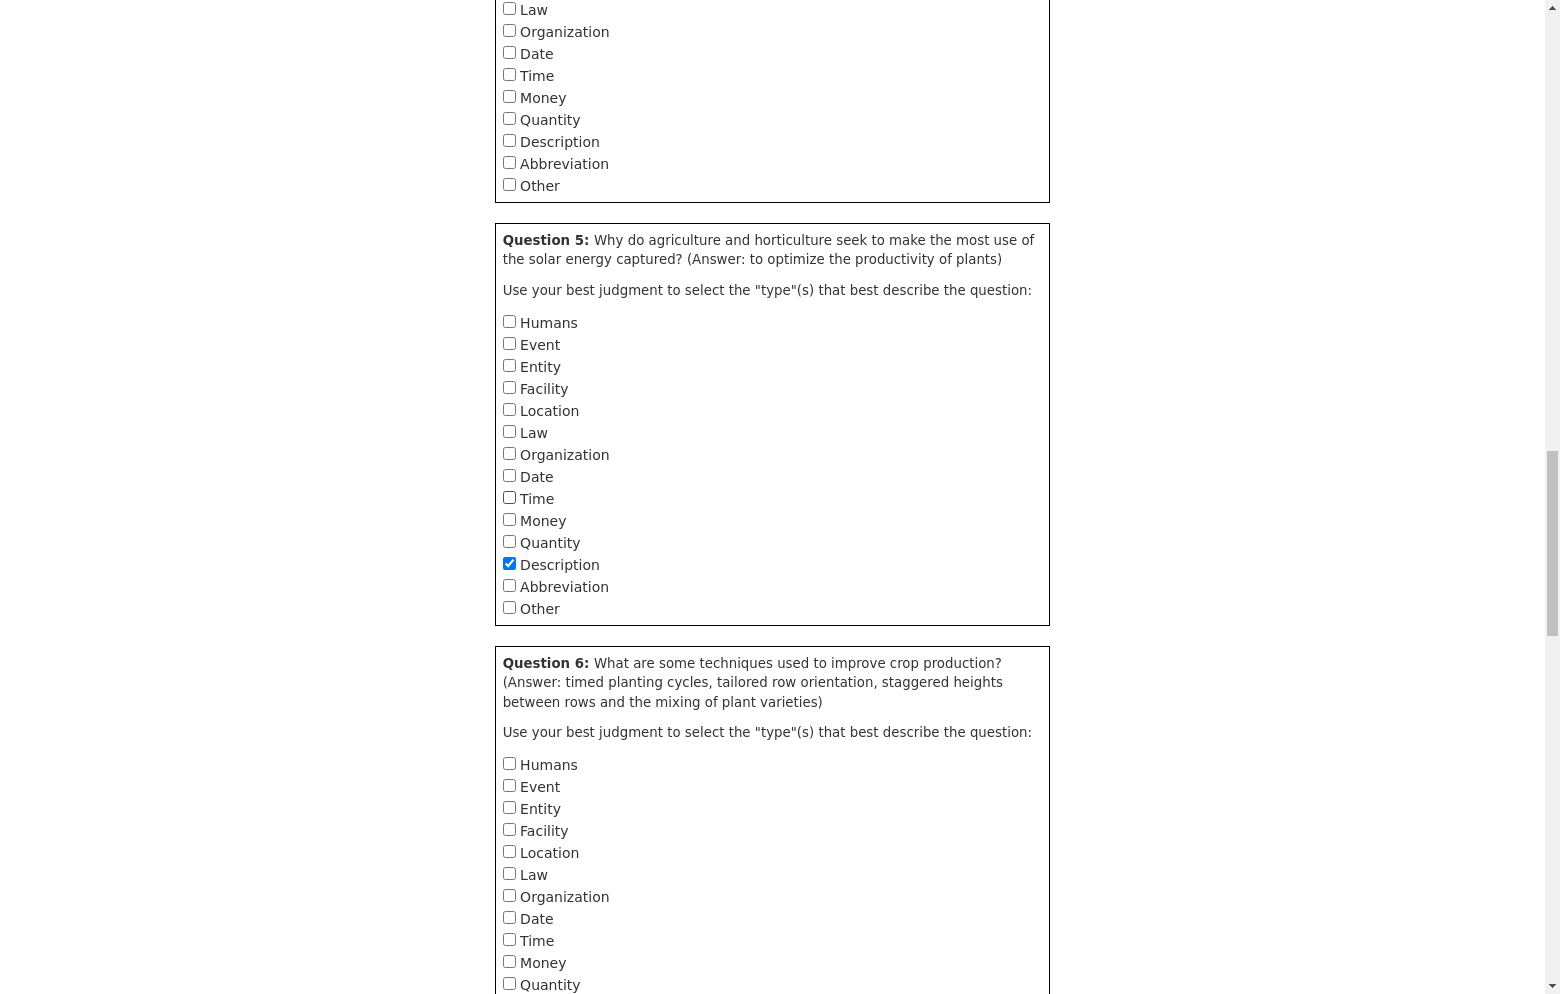 Law
Organization
Date
Time
Money
Quantity
Description
Abbreviation
Other
Question 5: Why do agriculture and horticulture seek to make the most use of
the solar energy captured? (Answer: to optimize the productivity of plants)
Use your best judgment to select the "type"(s) that best describe the question:
Humans
Event
Entity
Facility
Location
Law
Organization
Date
Time
Money
Quantity
Description
Abbreviation
Other
Question 6: What are some techniques used to improve crop production?
(Answer: timed planting cycles, tailored row orientation, staggered heights
between rows and the mixing of plant varieties)
Use your best judgment to select the "type"(s) that best describe the question:
Humans
Event
Entity
Facility
Location
Law
Organization
Date
Time
Money
Quantity